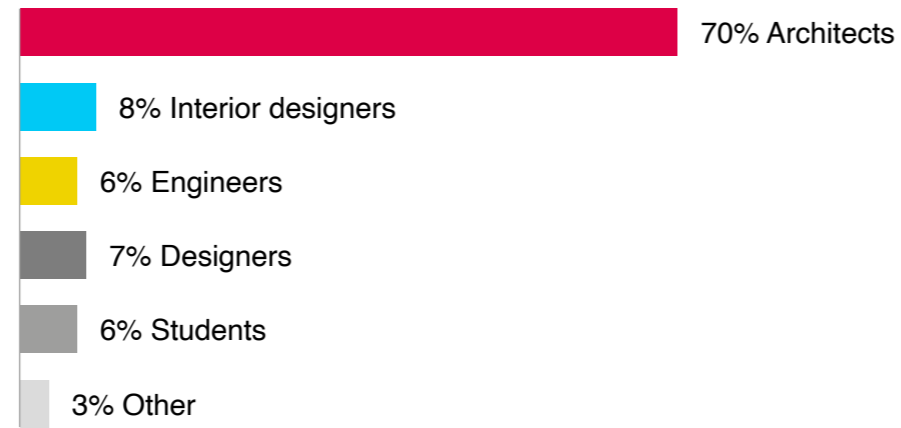 70% Architects
8% Interior designers
6% Engineers
7% Designers
6% Students
3% Other